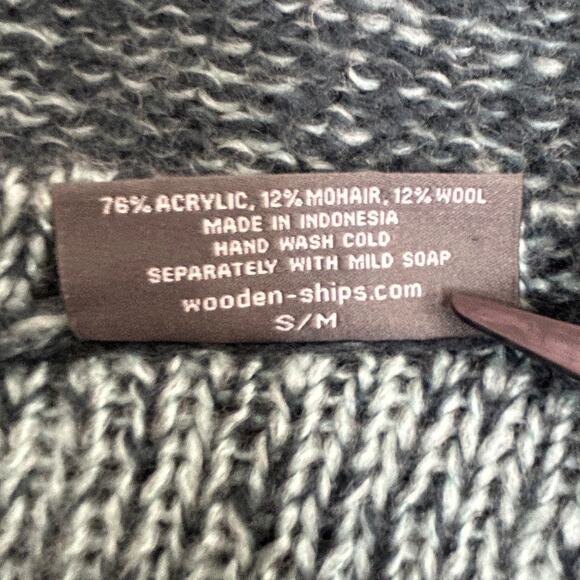 76% ACRYLIC, 12% MOHAIR, 12% WOOL
MADE IN INDONESIA
HAND WASH COLD
SEPARATELY WITH MILD SOAP
wooden-ships.com
S/M